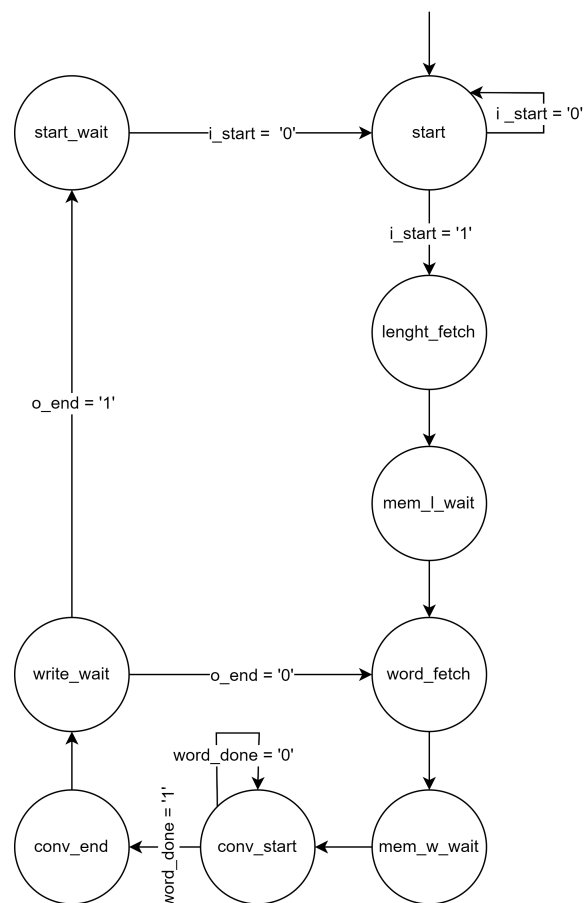 start_wait
i_start = '0'
start
i _start = '0'
i_start = '1'
lenght_fetch
o_end = '1'
mem_l_wait
write_wait
o_end = '0'
word_fetch
word_done = '0'
conv_end
word_done = '1'
conv_start
mem_w_wait